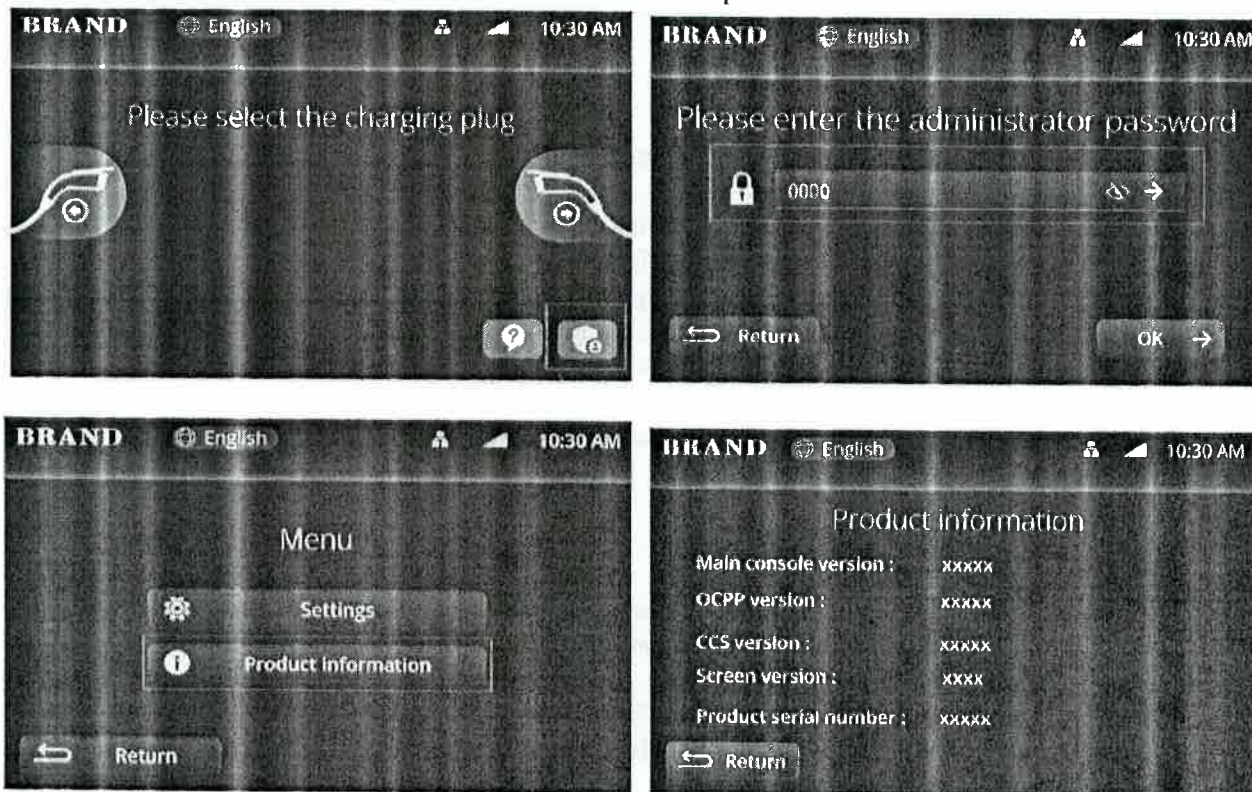 BRAND English 10:30 AM
Please select the charging plug
BRAND English 10:30 AM
Please enter the administrator password
0000
Return
OK
BRAND English 10:30 AM
Menu
Settings
Product information
Return
BRAND English 10:30 AM
Product information
Main console version : xxxxx
OCPP version : xxxxx
CCS version : xxxxx
Screen version : xxxx
Product serial number : xxxxx
Return